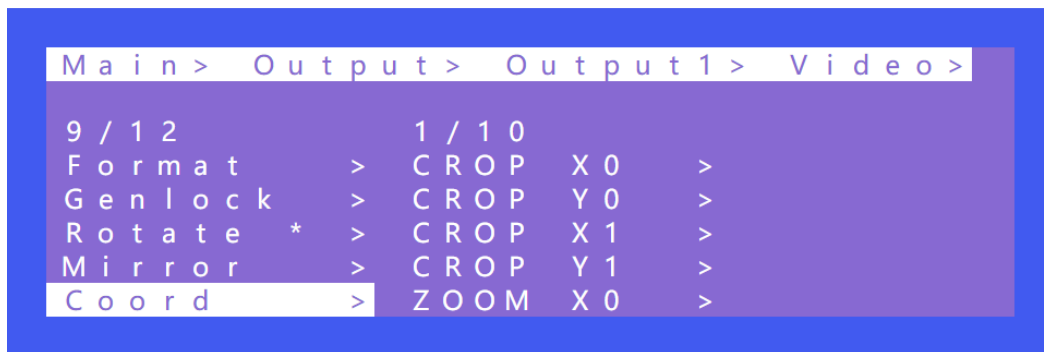 Main> Output> Output1> Video>
9/12 1/10
Format > CROP X0 >
Genlock > CROP Y0 >
Rotate * > CROP X1 >
Mirror > CROP Y1 >
Coord > ZOOM X0 >